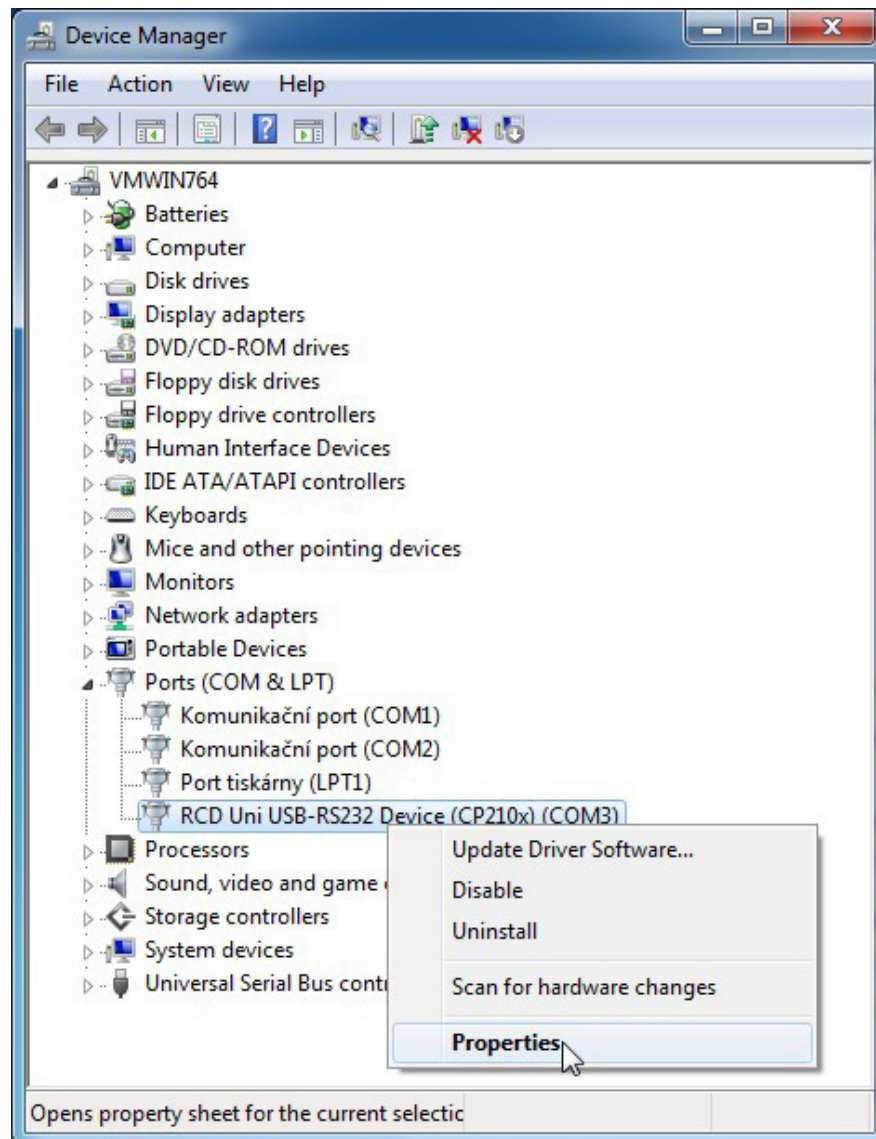 Device Manager
File Action View Help
VMWIN764
Batteries
Computer
Disk drives
Display adapters
DVD/CD-ROM drives
Floppy disk drives
Floppy drive controllers
Human Interface Devices
IDE ATA/ATAPI controllers
Keyboards
Mice and other pointing devices
Monitors
Network adapters
Portable Devices
Ports (COM & LPT)
Komunikační port (COM1)
Komunikační port (COM2)
Port tiskárny (LPT1)
RCD Uni USB-RS232 Device (CP210x) (COM3)
Processors
Sound, video and game
Storage controllers
System devices
Universal Serial Bus cont
Update Driver Software...
Disable
Uninstall
Scan for hardware changes
Properties
Opens property sheet for the current selectic